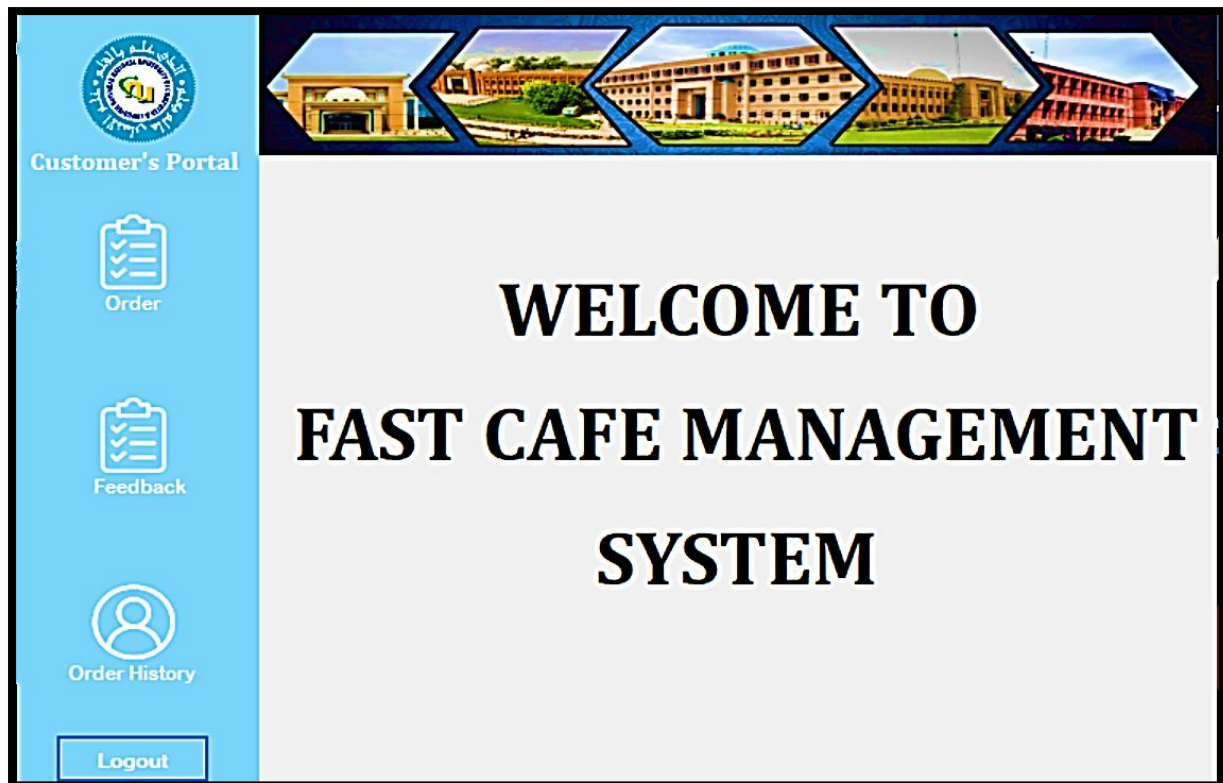 Customer's Portal
Order
Feedback
Order History
Logout
WELCOME TO
FAST CAFE MANAGEMENT
SYSTEM